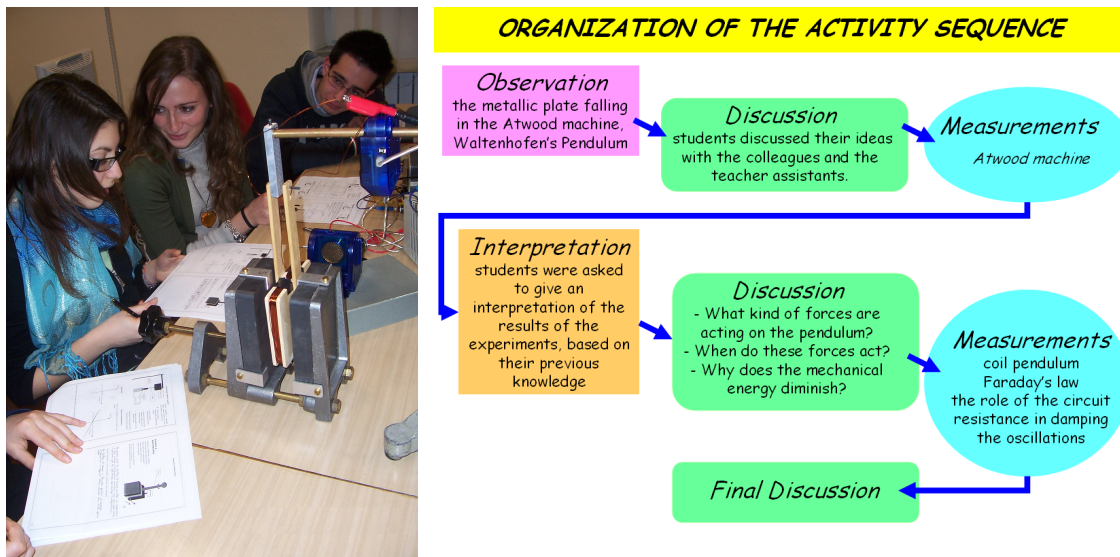 ORGANIZATION OF THE ACTIVITY SEQUENCE
Observation
the metallic plate falling
in the Atwood machine,
Waltenhofen's Pendulum
Discussion
students discussed their ideas
with the colleagues and the
teacher assistants.
Measurements
Atwood machine
Interpretation
students were asked
to give an
interpretation of the
results of the
experiments, based on
their previous
knowledge
Discussion
- What kind of forces are
acting on the pendulum?
- When do these forces act?
- Why does the mechanical
energy diminish?
Measurements
coil pendulum
Faraday's law
the role of the circuit
resistance in damping
the oscillations
Final Discussion